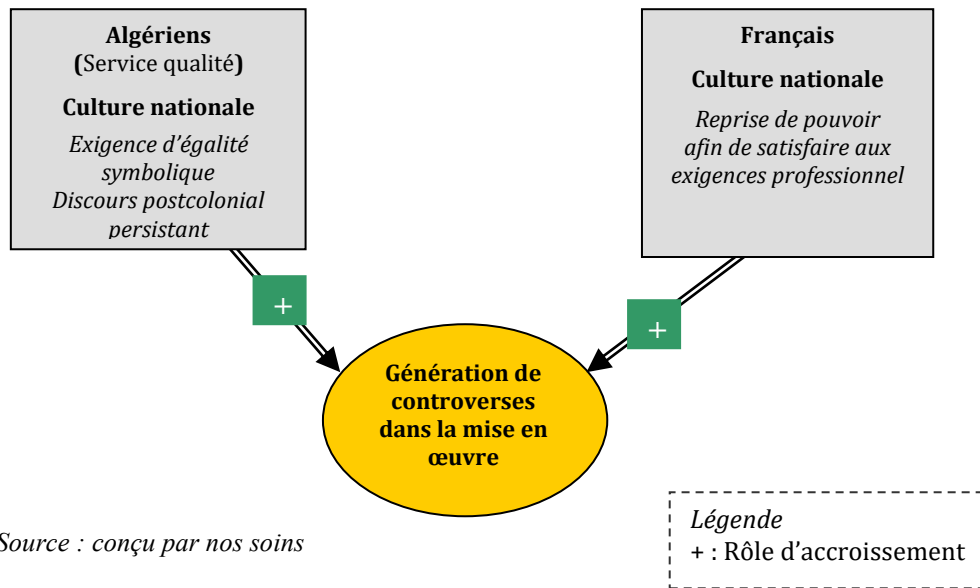 Algériens
(Service qualité)
Culture nationale
Exigence d'égalité
symbolique
Discours postcolonial
persistant
Français
Culture nationale
Reprise de pouvoir
afin de satisfaire aux
exigences professionnel
+
+
Génération de
controverses
dans la mise en
œuvre
Source : conçu par nos soins
Légende
+ : Rôle d'accroissement